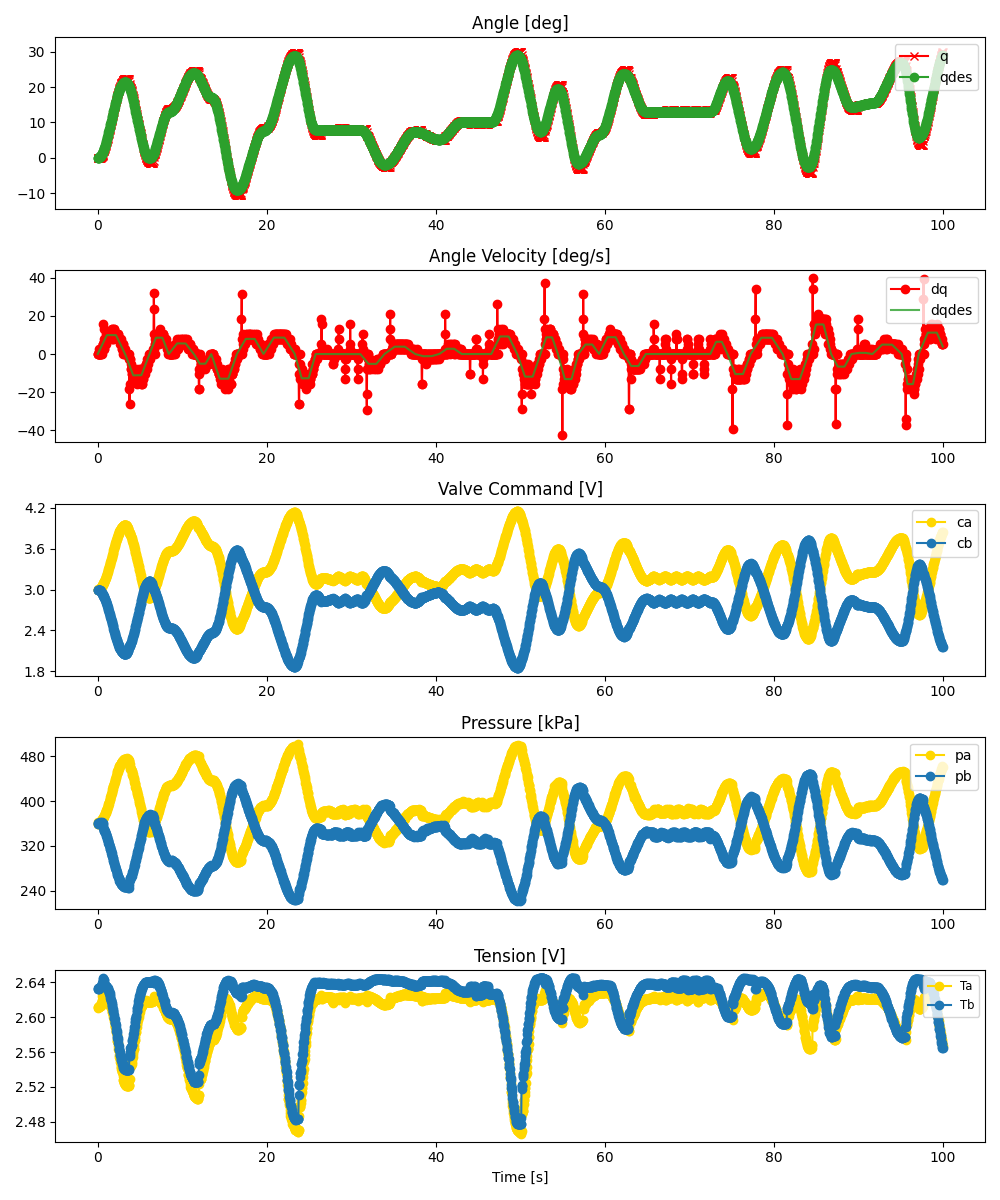 Angle [deg]
30
20
10
0
−10
q
qdes
0 20 40 60 80 100
Angle Velocity [deg/s]
40
20
0
−20
−40
dq
dqdes
0 20 40 60 80 100
Valve Command [V]
4.2
3.6
3.0
2.4
1.8
ca
cb
0 20 40 60 80 100
Pressure [kPa]
480
400
320
240
pa
pb
0 20 40 60 80 100
Tension [V]
2.64
2.60
2.56
2.52
2.48
Ta
Tb
0 20 40 60 80 100
Time [s]